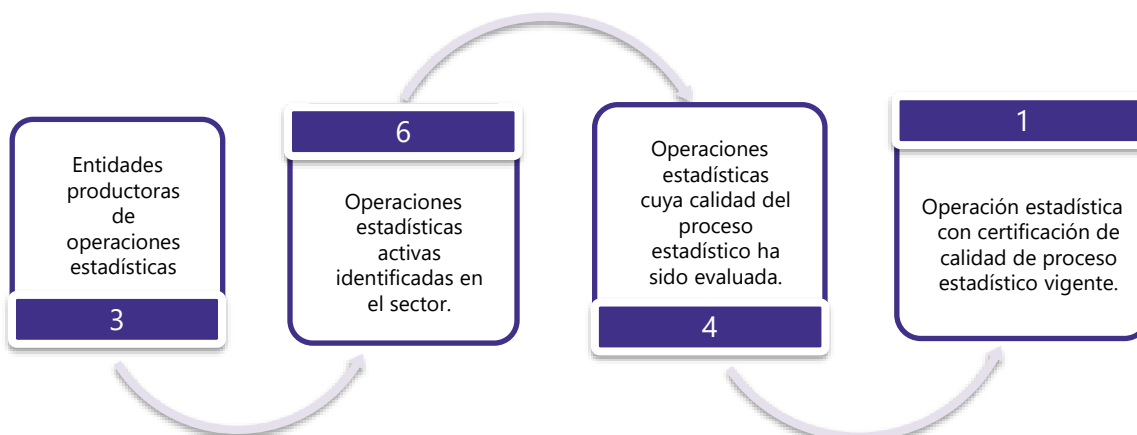 Entidades
productoras
de
operaciones
estadísticas
3
6
Operaciones
estadísticas
activas
identificadas en
el sector.
Operaciones
estadísticas
cuya calidad del
proceso
estadístico ha
sido evaluada.
4
1
Operación estadística
con certificación de
calidad de proceso
estadístico vigente.